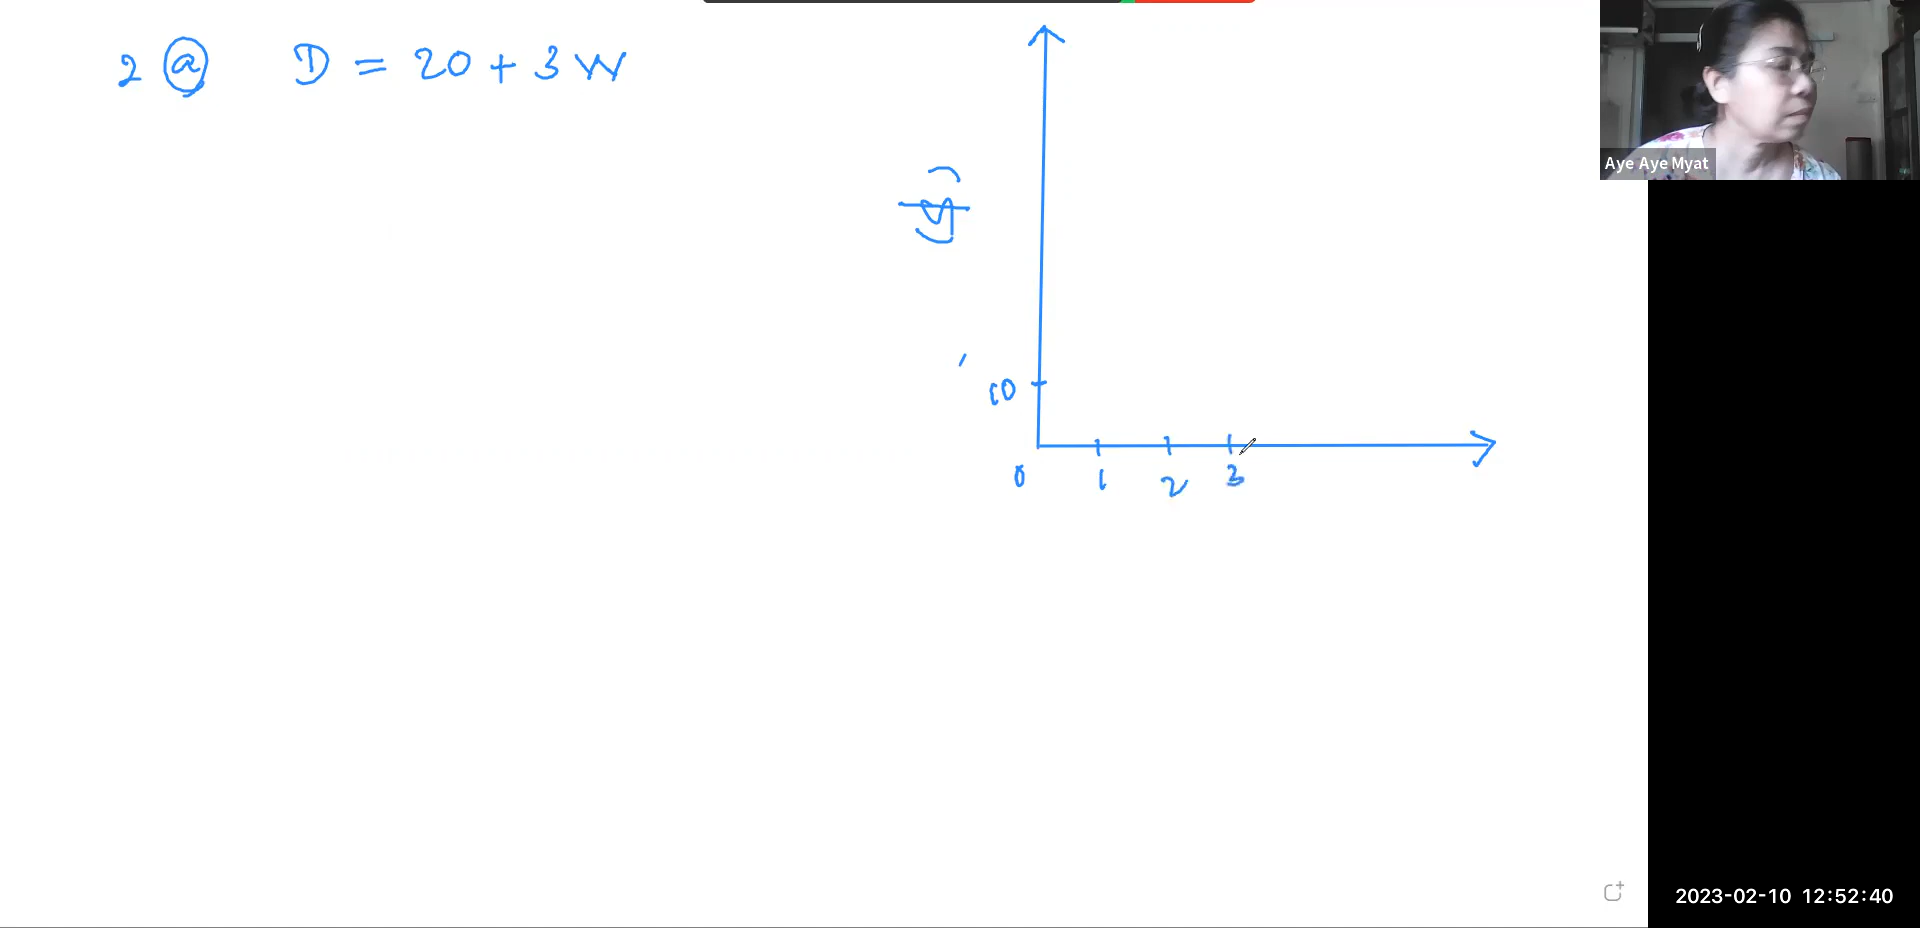 2 ⓐ D = 20 + 3 W
Aye Aye Myat
10
0 1 2 3
2023-02-10 12:52:40